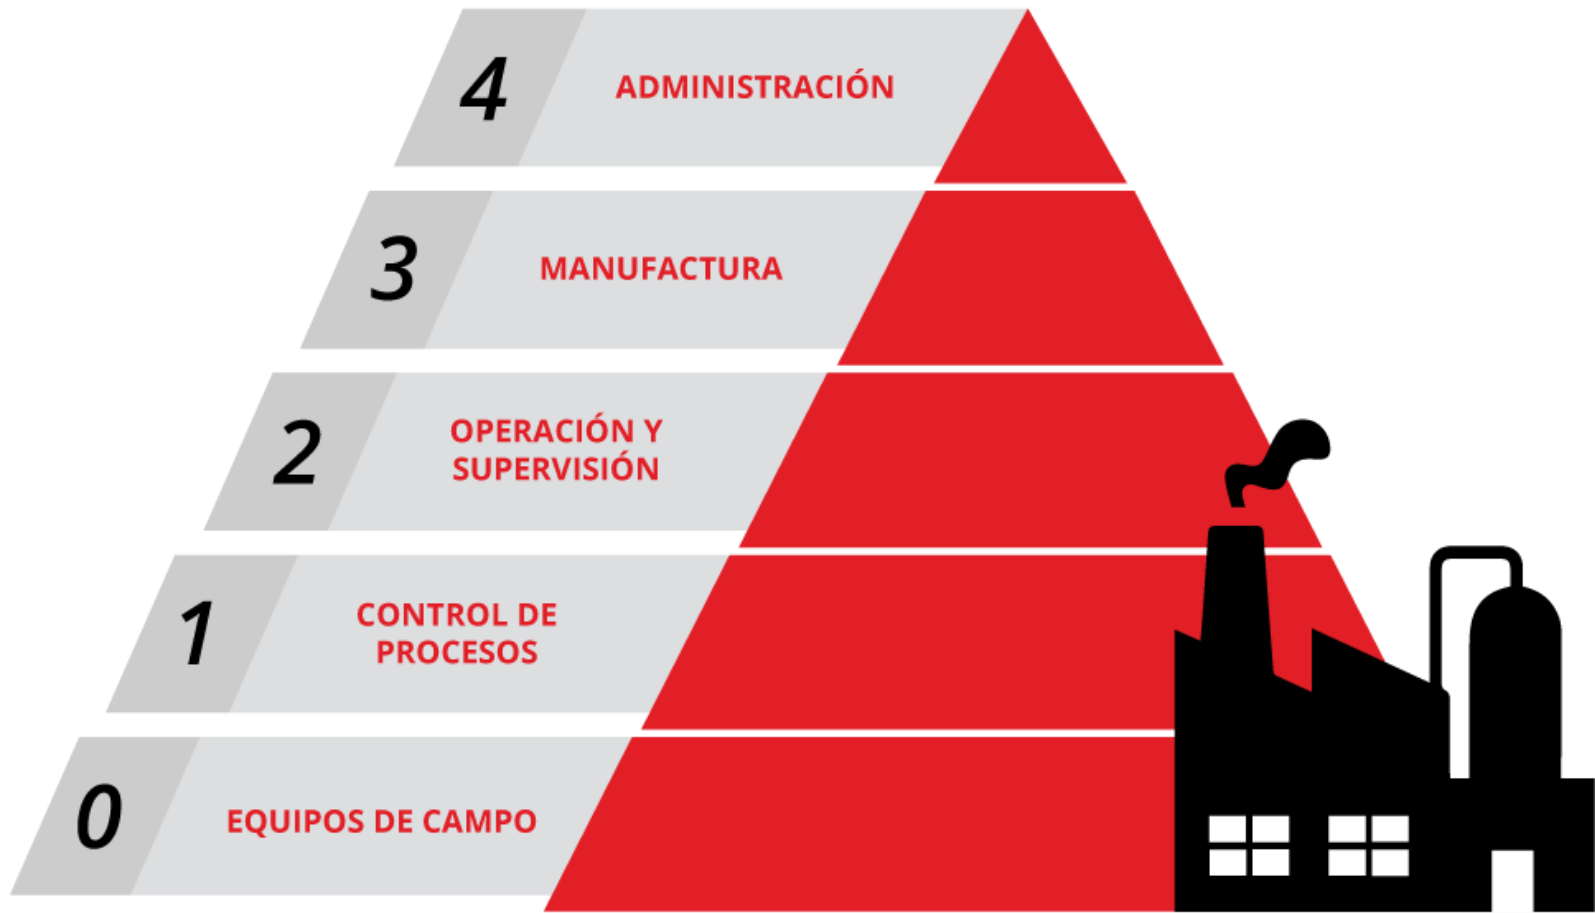 4
ADMINISTRACIÓN
3
MANUFACTURA
2
OPERACIÓN Y
SUPERVISIÓN
1
CONTROL DE
PROCESOS
0
EQUIPOS DE CAMPO